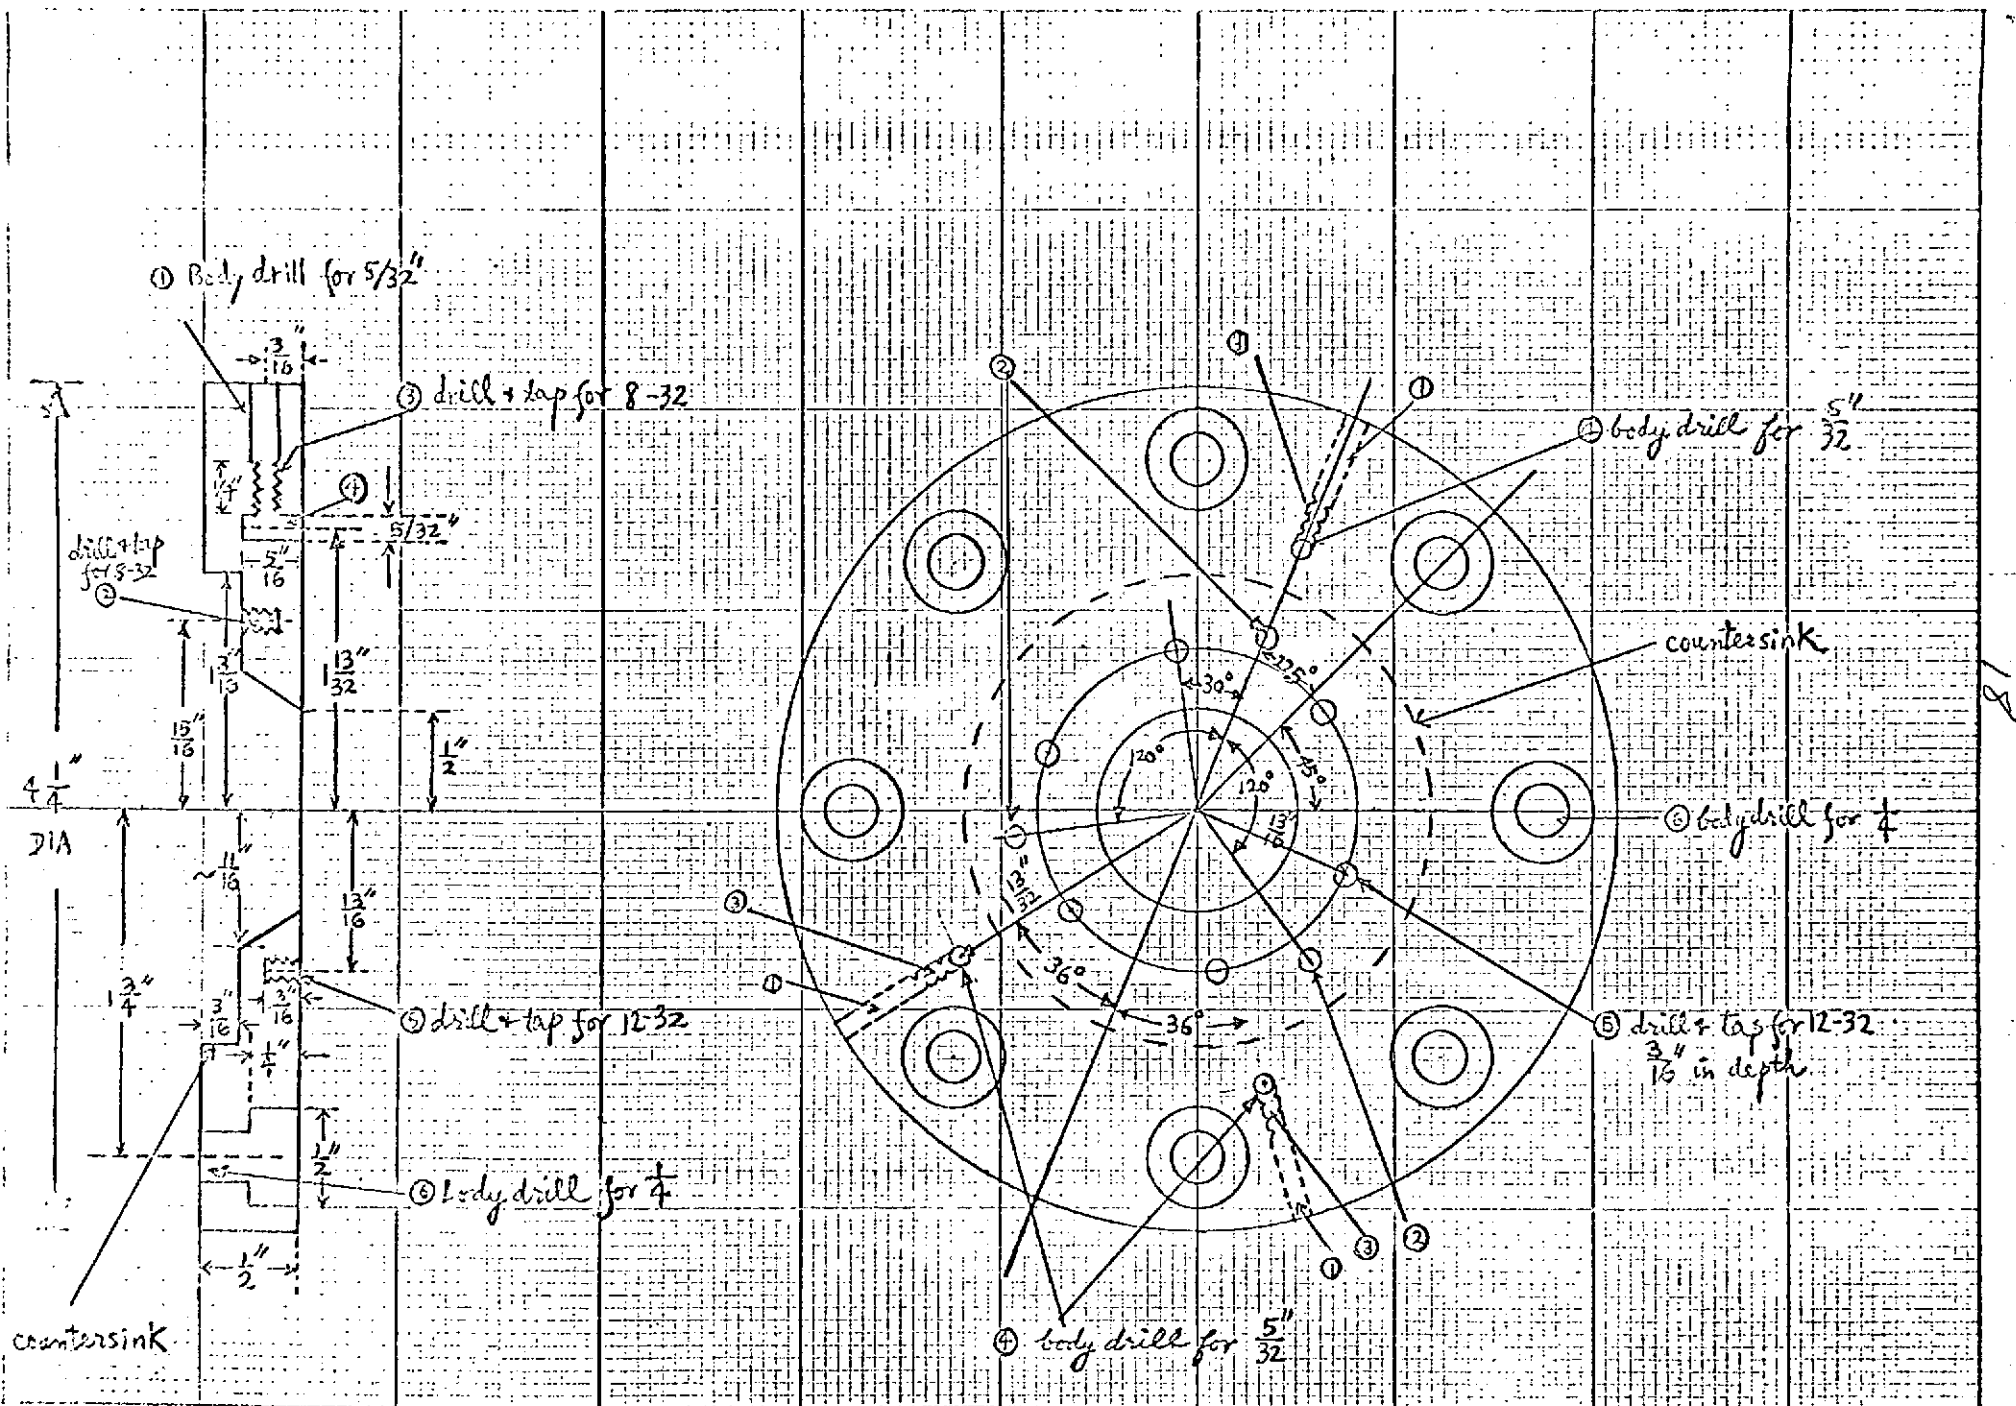 ① Body drill for 5/32"
3/16"
③ drill & tap for 8-32
1/4"
④
5/32"
5/16"
drill & tap
for 8-32
②
1 3/16"
1 13/32"
15/16"
1/2"
4 1/4"
DIA
~ 11/16"
13/16"
1 3/4"
3/16"
3/16"
1/4"
⑤ drill & tap for 12-32
1/2"
⑥ body drill for 1/4
1/2"
countersink
②
①
④ body drill for 5/32"
countersink
30°
22.5°
120°
120°
45°
13/16"
⑥ body drill for 1/4
1 13/32"
③
①
36°
36°
⑤ drill & tap for 12-32
3/16" in depth
②
③
①
④ body drill for 5/32"